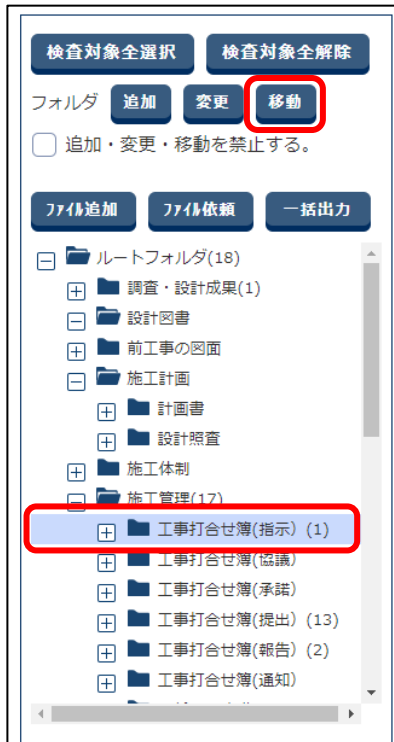 検査対象全選択 検査対象全解除
フォルダ 追加 変更 移動
追加・変更・移動を禁止する。
ﾌｧｲﾙ追加 ﾌｧｲﾙ依頼 一括出力
ルートフォルダ(18)
調査・設計成果(1)
設計図書
前工事の図面
施工計画
計画書
設計照査
施工体制
施工管理(17)
工事打合せ簿(指示) (1)
工事打合せ簿(協議)
工事打合せ簿(承諾)
工事打合せ簿(提出) (13)
工事打合せ簿(報告) (2)
工事打合せ簿(通知)